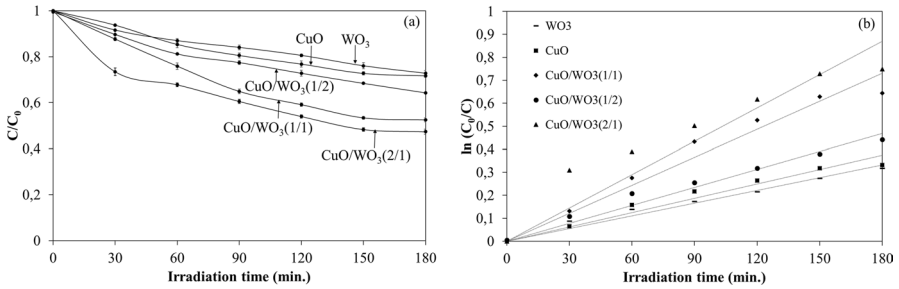 (a)
1
0,8
0,6
0,4
0,2
0
C/C0
CuO
WO3
CuO/WO3(1/2)
CuO/WO3(1/1)
CuO/WO3(2/1)
0 30 60 90 120 150 180
Irradiation time (min.)
(b)
1
0,9
0,8
0,7
0,6
0,5
0,4
0,3
0,2
0,1
0
ln (C0/C)
WO3
CuO
CuO/WO3(1/1)
CuO/WO3(1/2)
CuO/WO3(2/1)
0 30 60 90 120 150 180
Irradiation time (min.)